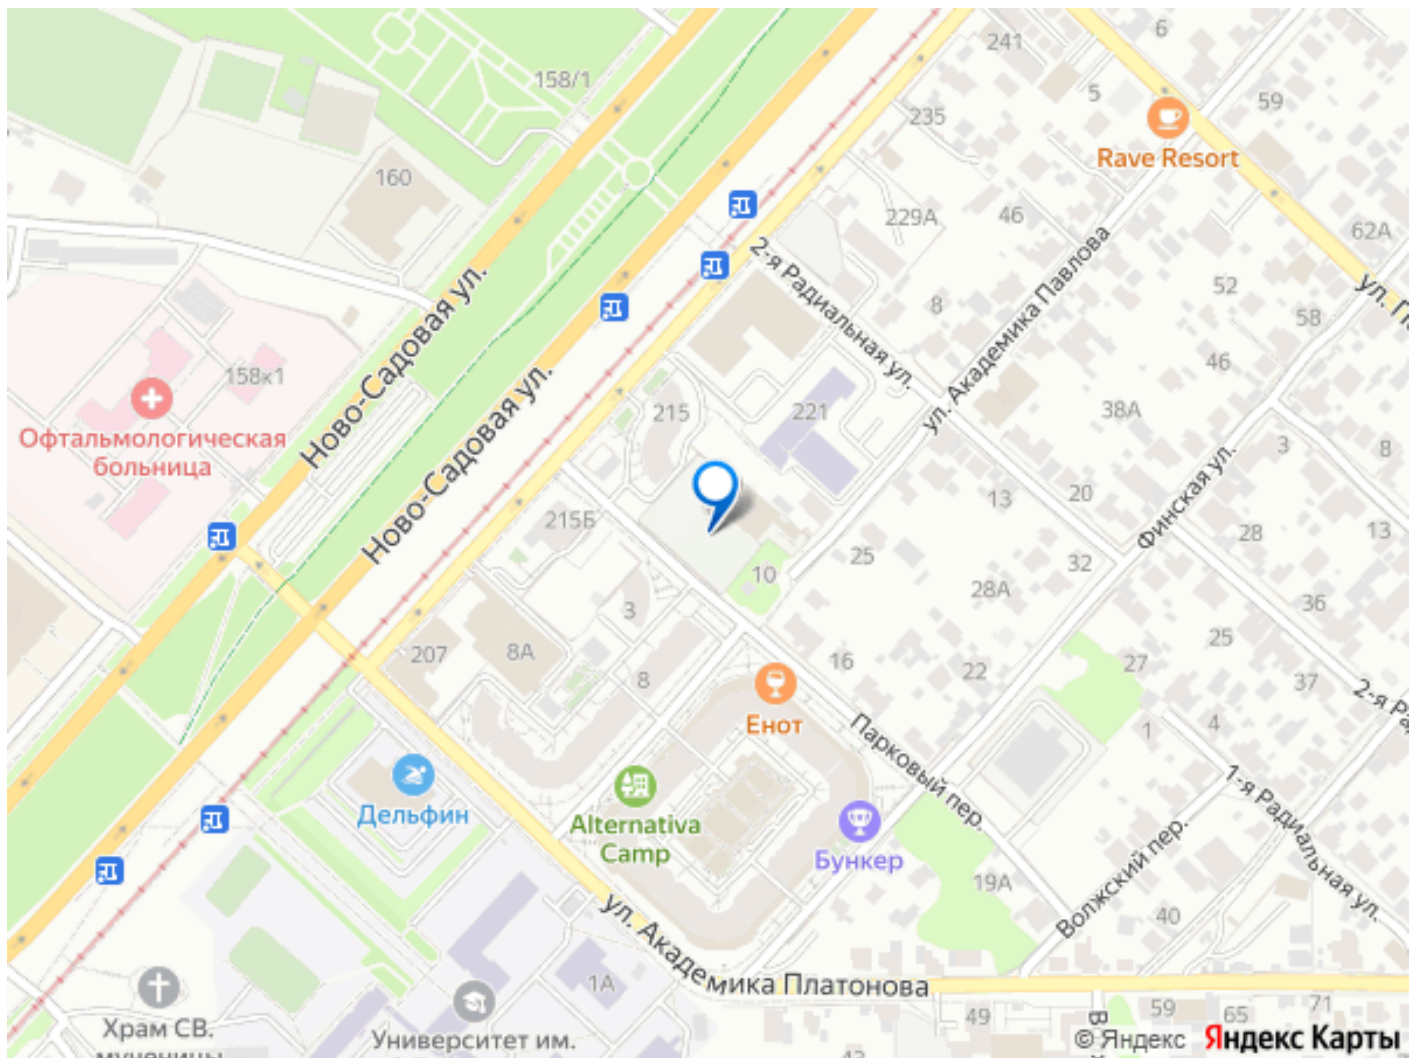 6
241
158/1
5
59
235
Rave Resort
160
229А
46
62А
2-я Радиальная ул.
ул. Академика Павлова
8
52
58
Ново-Садовая ул.
46
158к1
215
221
38А
Офтальмологическая
больница
Ново-Садовая ул.
3
8
13
20
Финская ул.
215Б
28
13
25
32
10
28А
36
3
25
207
8А
16
22
27
37
8
Енот
Парковый пер.
1
4
1-я Радиальная ул.
Дельфин
Alternativa
Camp
Бункер
19А
Волжский пер.
40
ул. Академика Платонова
1А
Храм СВ.
мученицы
Университет им.
49
59
65
71
© Яндекс Яндекс Карты